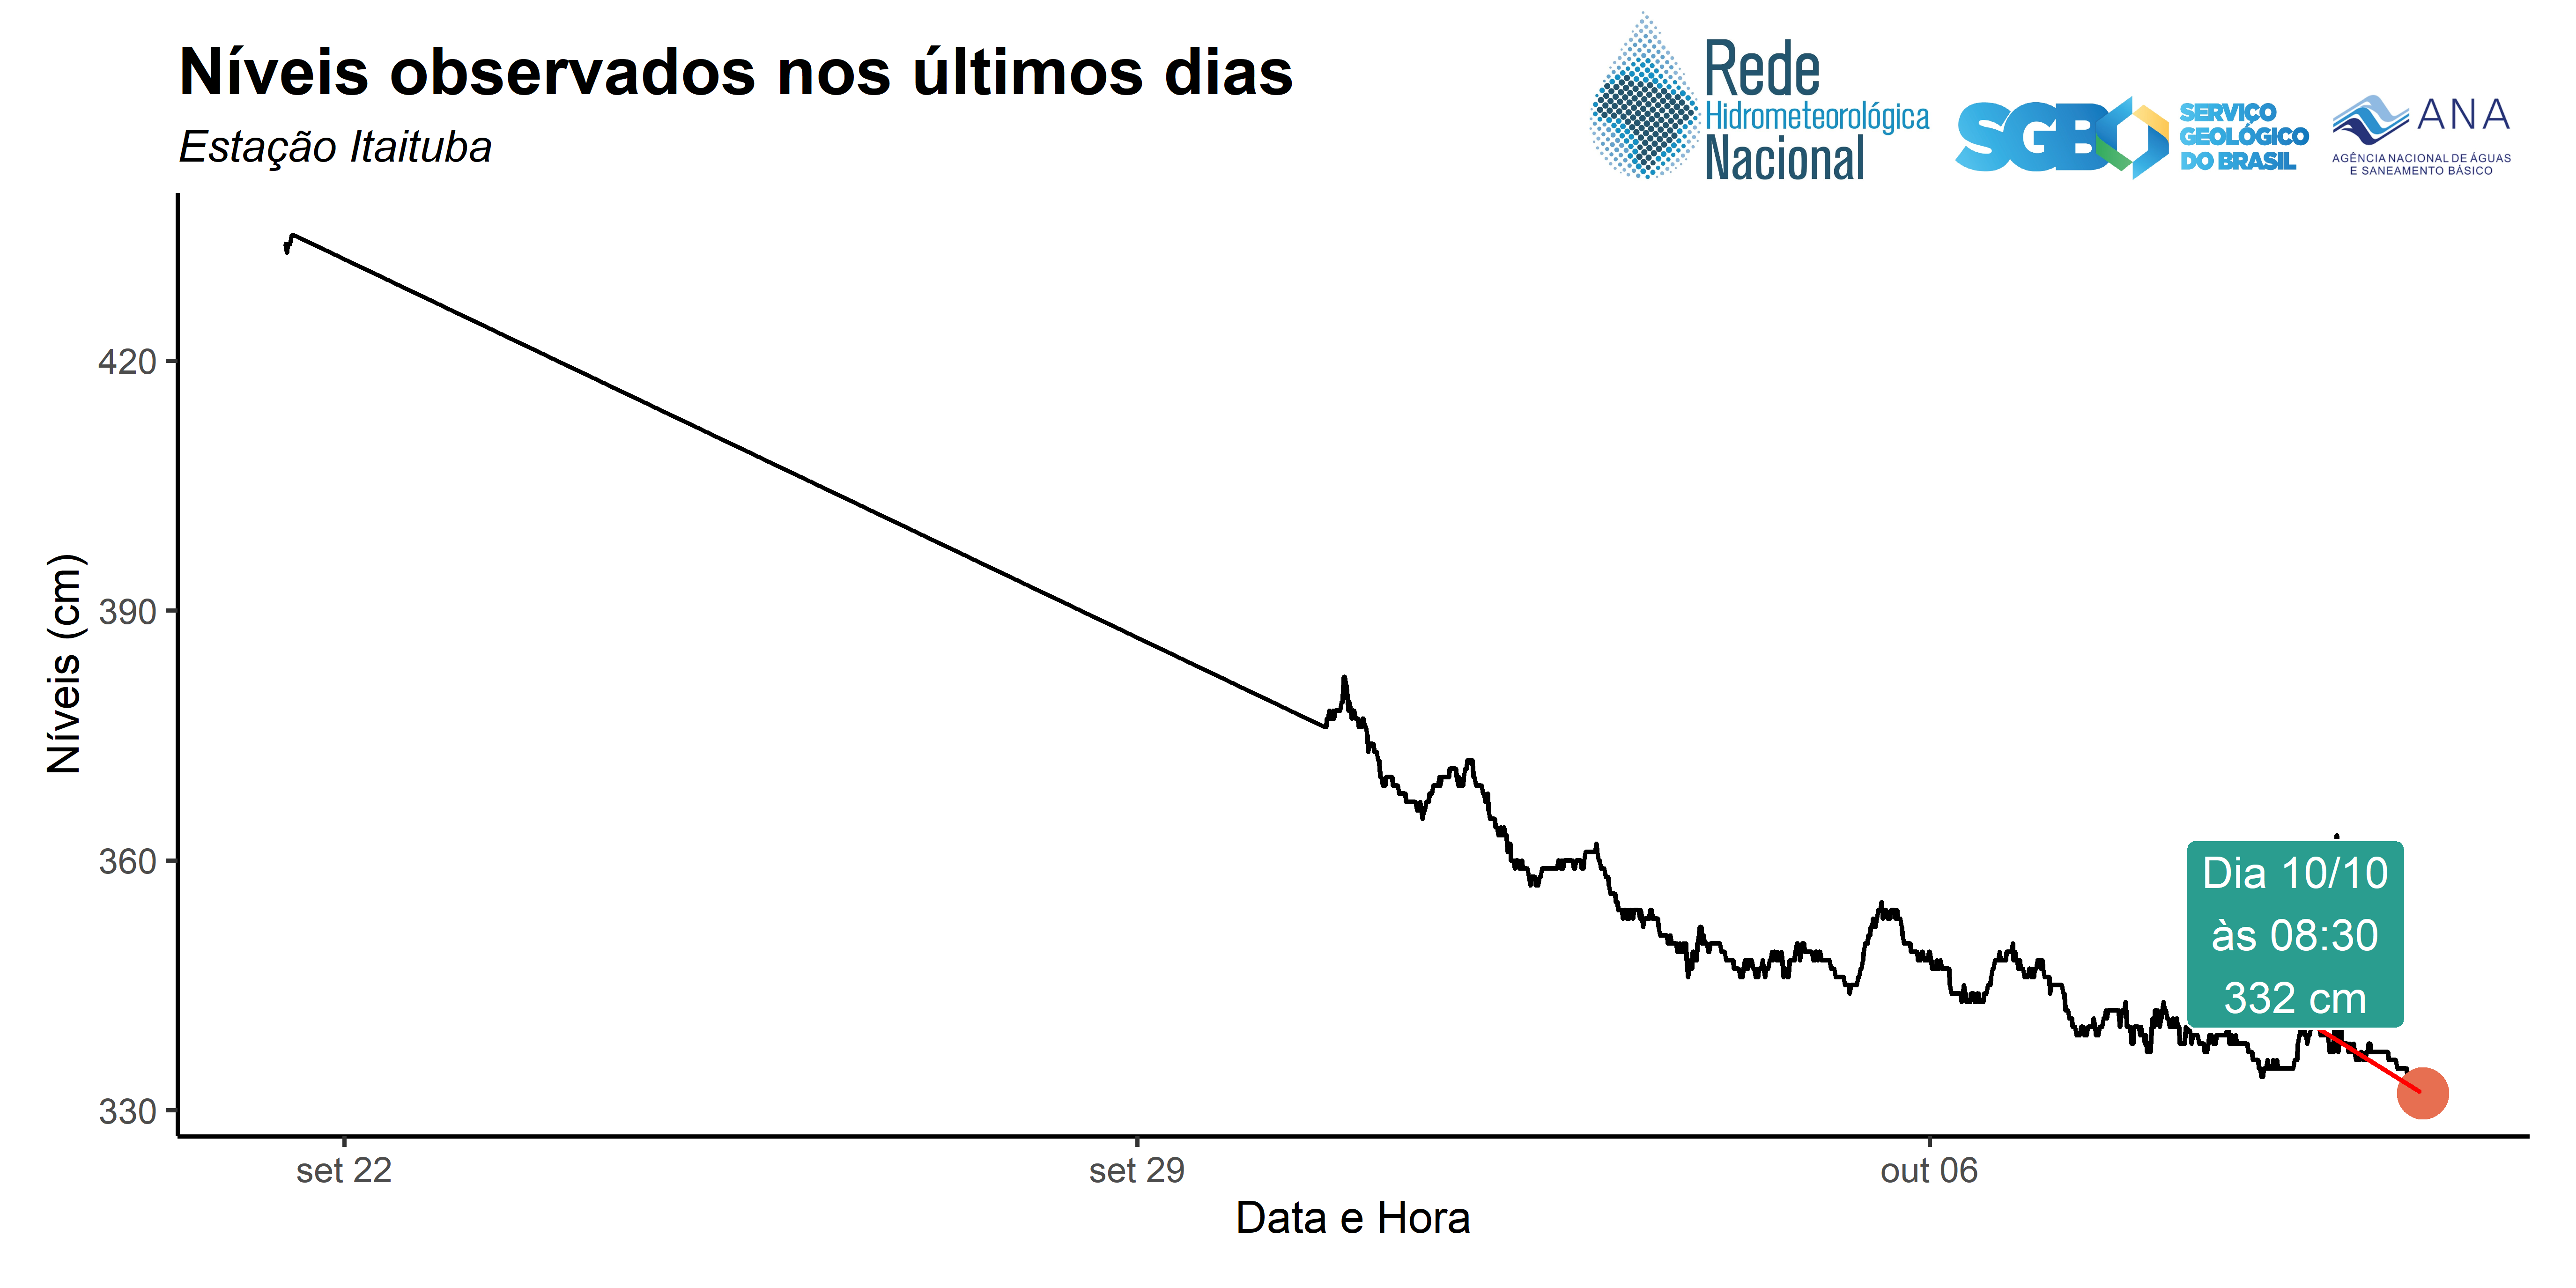 Níveis observados nos últimos dias
Estação Itaituba
Rede
Hidrometeorológica
Nacional
SGB
SERVIÇO
GEOLÓGICO
DO BRASIL
ANA
AGÊNCIA NACIONAL DE ÁGUAS
E SANEAMENTO BÁSICO
Níveis (cm)
420
390
360
330
Dia 10/10
às 08:30
332 cm
set 22
set 29
out 06
Data e Hora